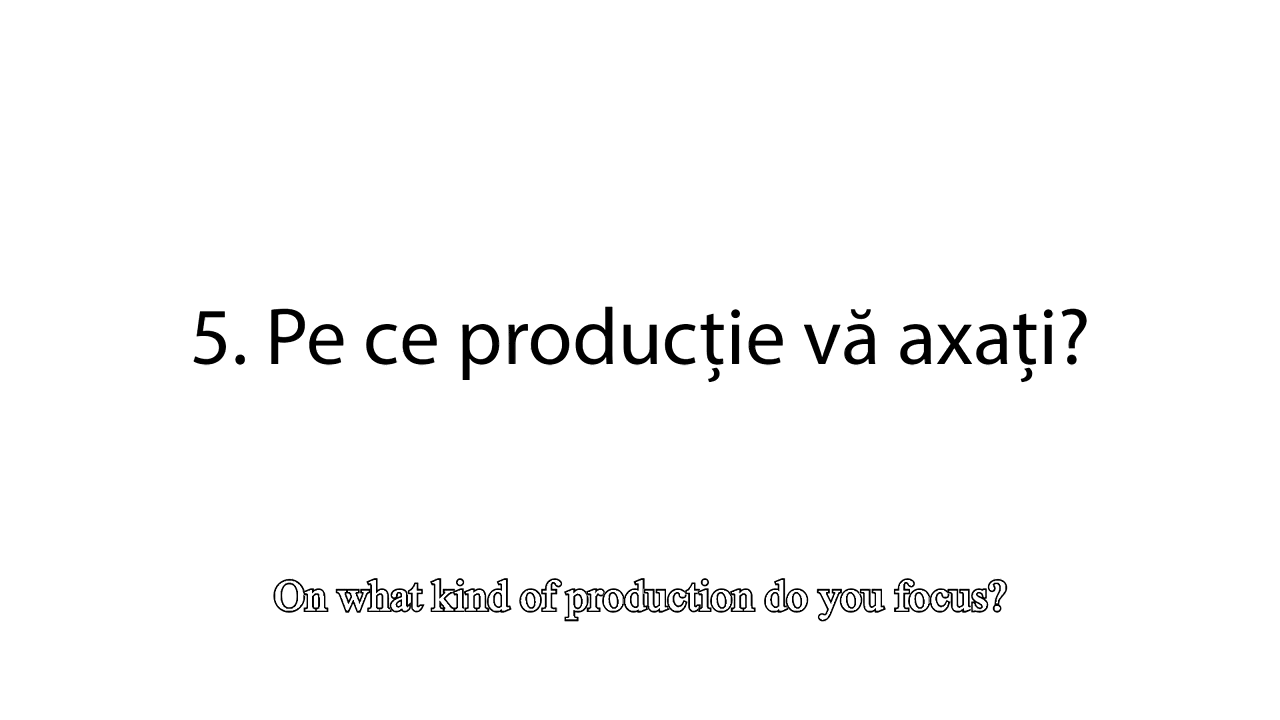 5. Pe ce producție vă axați?
On what kind of production do you focus?